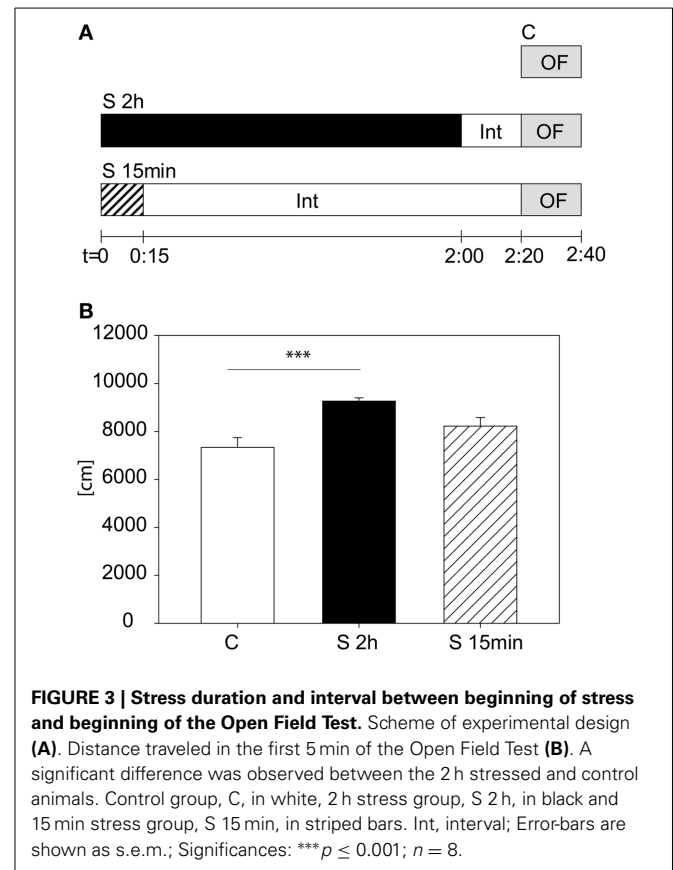 A
C
OF
S 2h
Int
OF
S 15min
Int
OF
t=0 0:15 2:00 2:20 2:40
B
12000
***
10000
8000
[cm]
6000
4000
2000
0
C S 2h S 15min
FIGURE 3 | Stress duration and interval between beginning of stress
and beginning of the Open Field Test. Scheme of experimental design
(A). Distance traveled in the first 5 min of the Open Field Test (B). A
significant difference was observed between the 2 h stressed and control
animals. Control group, C, in white, 2 h stress group, S 2h, in black and
15 min stress group, S 15 min, in striped bars. Int, interval; Error-bars are
shown as s.e.m.; Significances: ***p ≤ 0.001; n = 8.